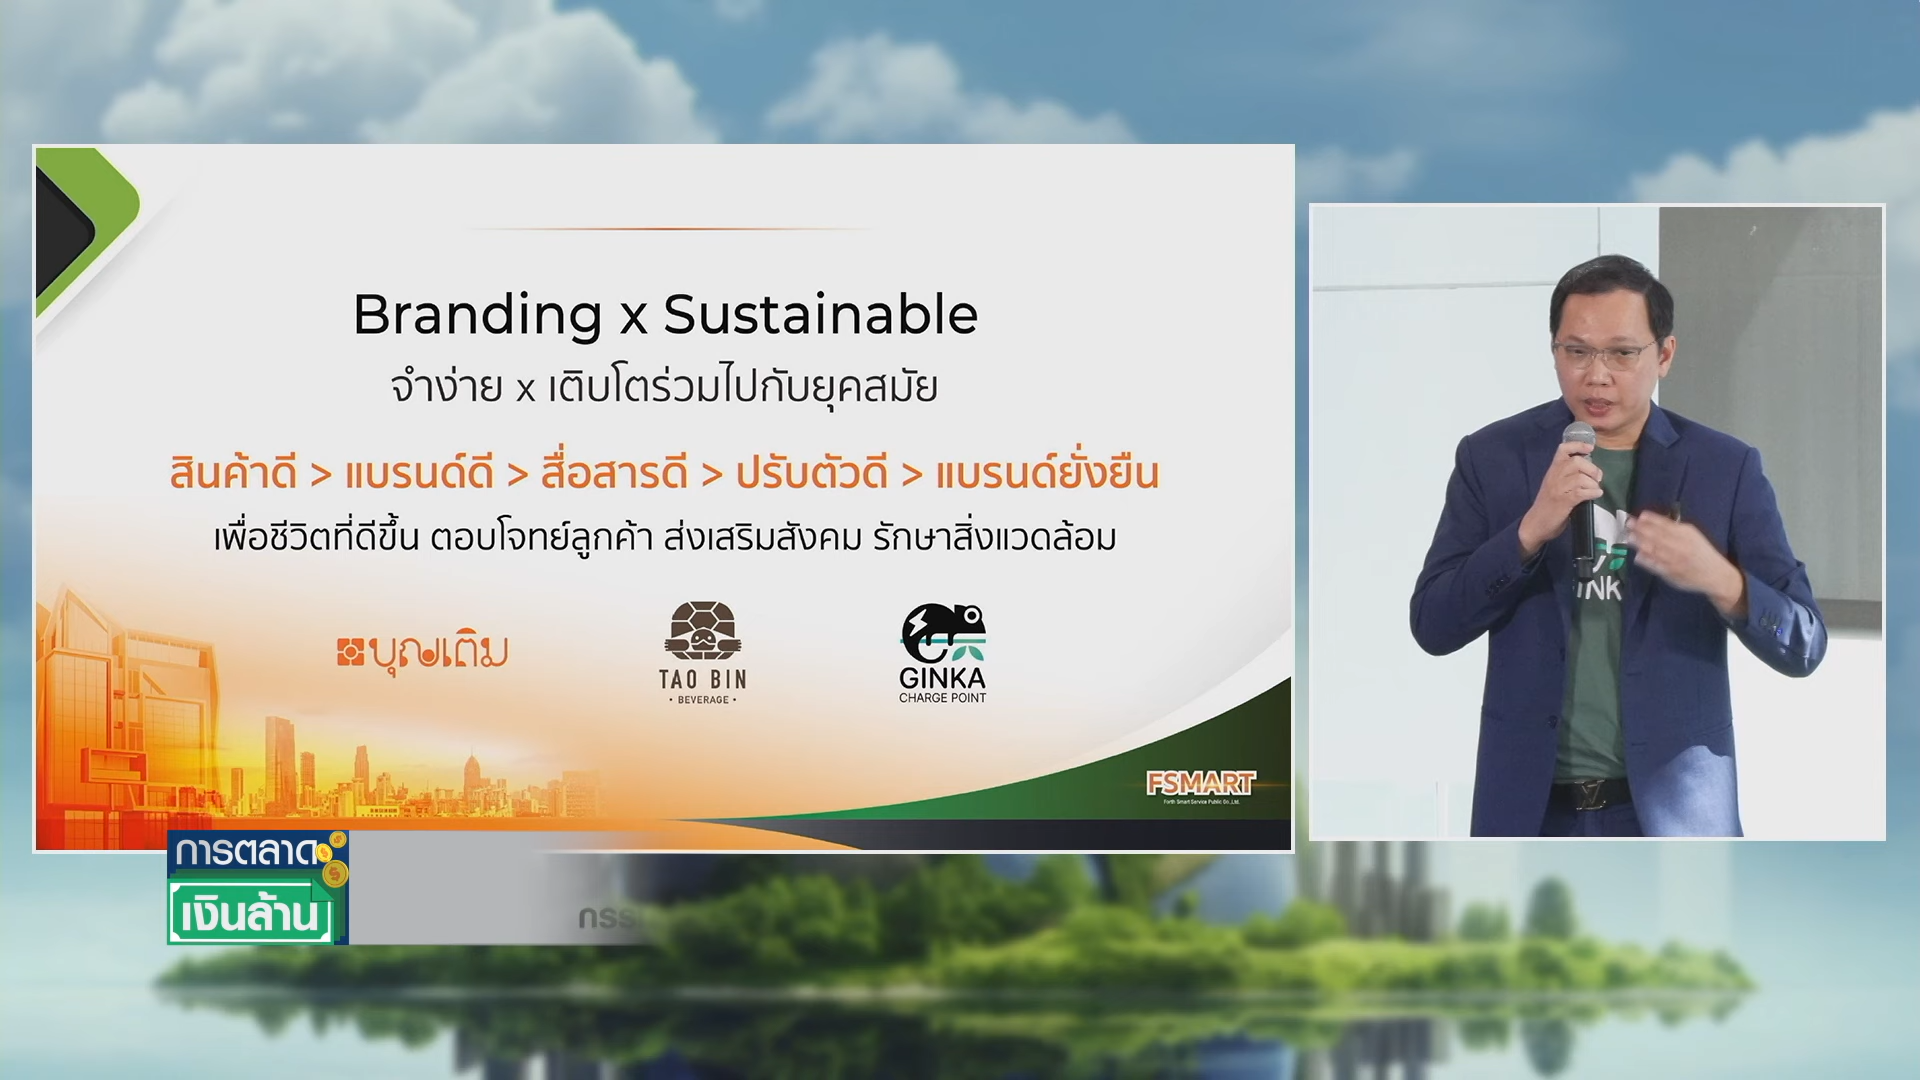 Branding x Sustainable
จำง่าย x เติบโตร่วมไปกับยุคสมัย
สินค้าดี > แบรนด์ดี > สื่อสารดี > ปรับตัวดี > แบรนด์ยั่งยืน
เพื่อชีวิตที่ดีขึ้น ตอบโจทย์ลูกค้า ส่งเสริมสังคม รักษาสิ่งแวดล้อม
บุญเติม
TAO BIN
• BEVERAGE •
GINKA
CHARGE POINT
FSMART
Forth Smart Service Public Co.,Ltd.
การตลาด
เงินล้าน